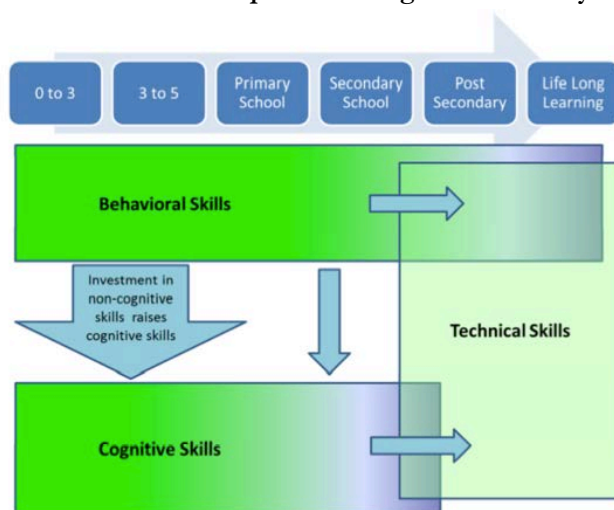 0 to 3
3 to 5
Primary
School
Secondary
School
Post
Secondary
Life Long
Learning
Behavioral Skills
Investment in
non-cognitive
skills raises
cognitive skills
Technical Skills
Cognitive Skills